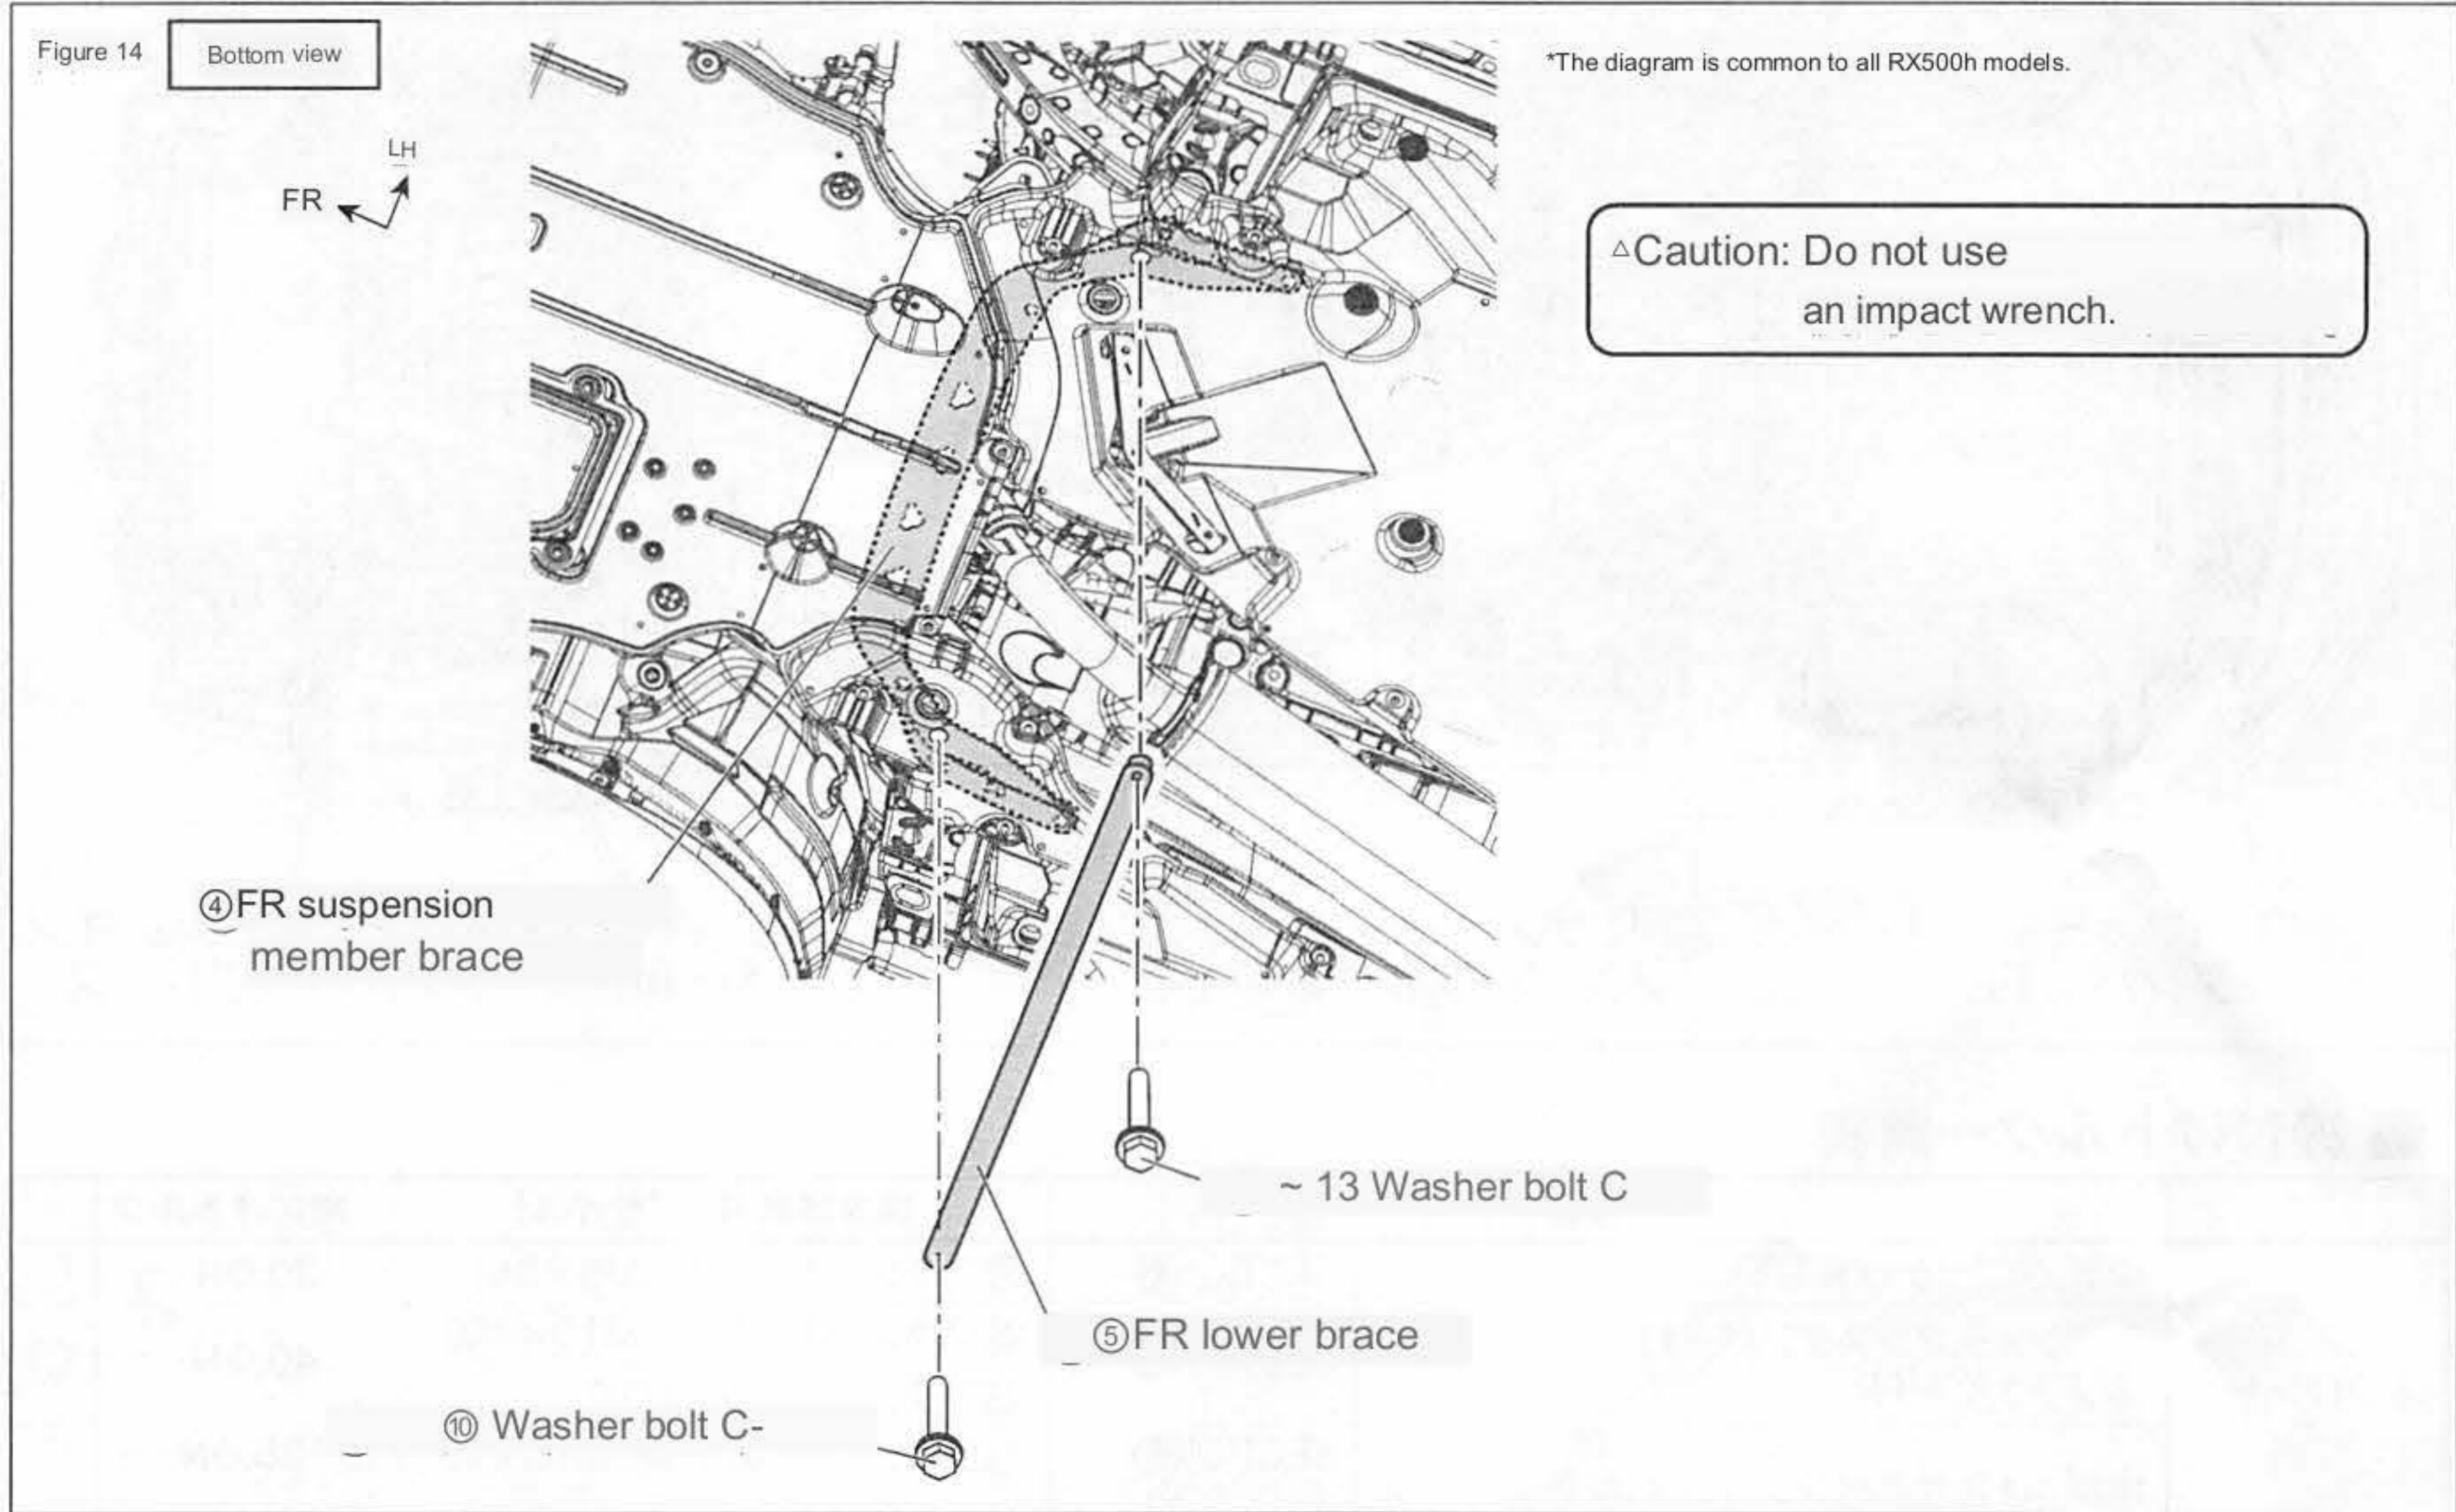 Figure 14
Bottom view
*The diagram is common to all RX500h models.
LH
FR
△Caution: Do not use
an impact wrench.
④FR suspension
member brace
~ 13 Washer bolt C
⑤FR lower brace
⑩ Washer bolt C-